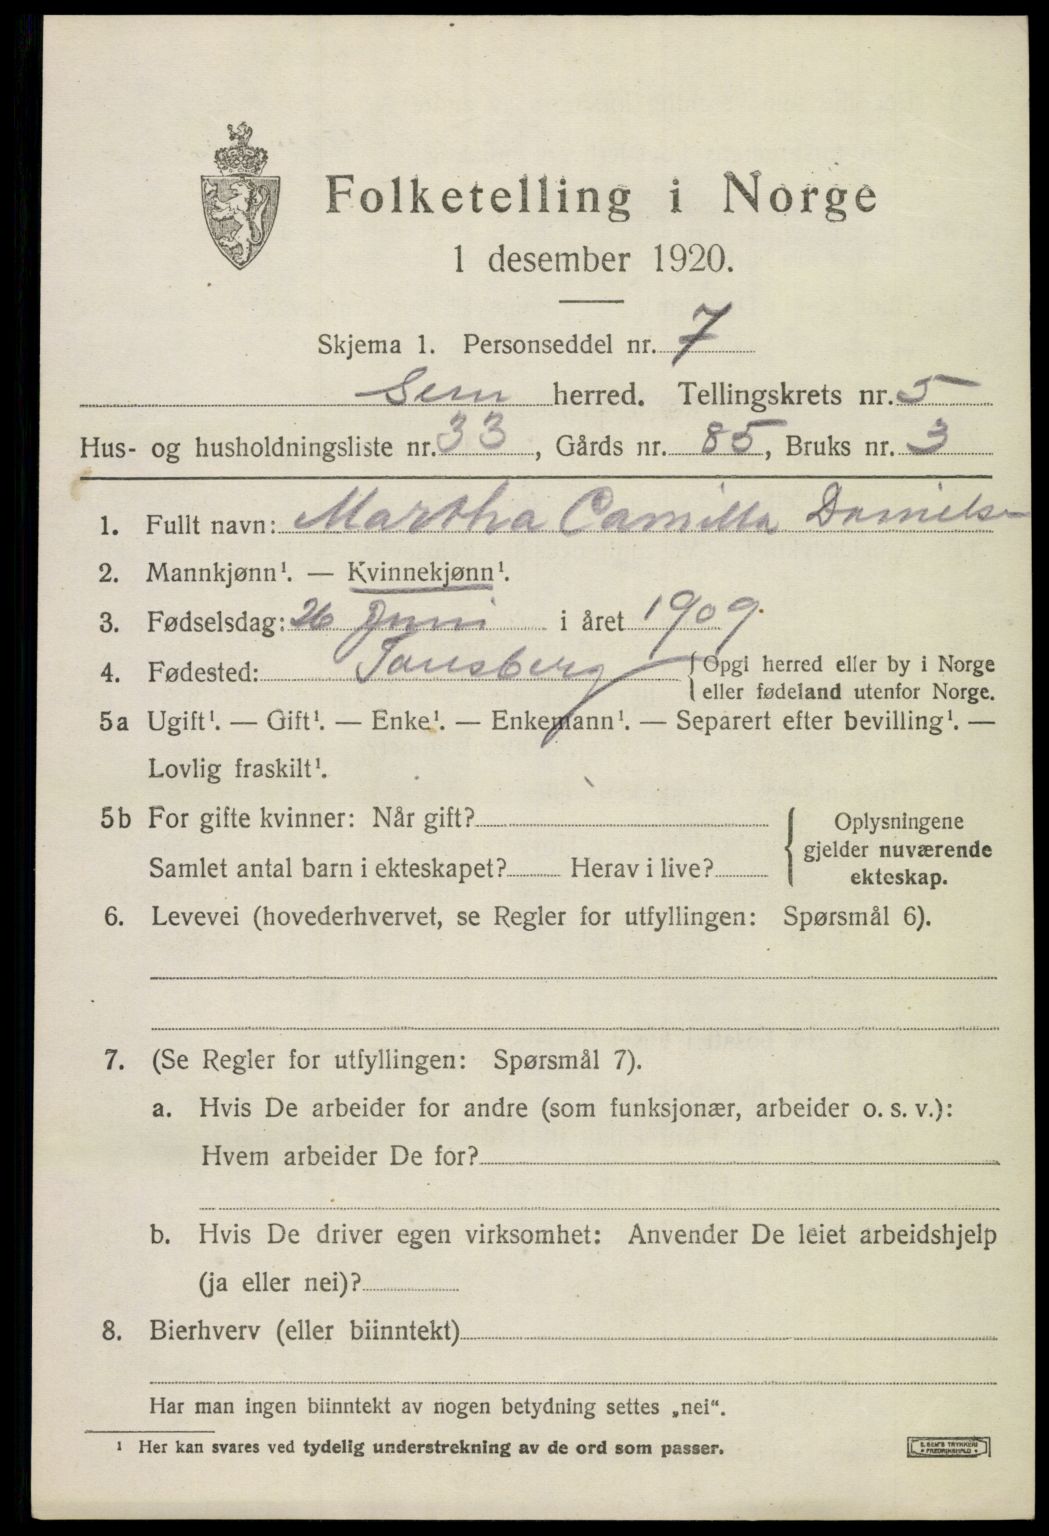 Folketelling i Norge
1 desember 1920.
Skjema 1. Personseddel nr. 7
Sem herred. Tellingskrets nr. 5
Hus- og husholdningsliste nr. 33, Gårds nr. 85, Bruks nr. 3
1. Fullt navn: Martha Camilla Danielsen
2. Mannkjønn¹. — Kvinnekjønn¹.
3. Fødselsdag: 26 Juni i året 1909.
4. Fødested: Tønsberg {Opgi herred eller by i Norge
eller fødeland utenfor Norge.
5a Ugift¹. — Gift¹. — Enke¹. — Enkemann¹. — Separert efter bevilling¹. —
Lovlig fraskilt¹.
5b For gifte kvinner: Når gift?
Samlet antal barn i ekteskapet? Herav i live?
{Oplysningene
gjelder nuværende
ekteskap.
6. Levevei (hovederhvervet, se Regler for utfyllingen: Spørsmål 6).
7. (Se Regler for utfyllingen: Spørsmål 7).
a. Hvis De arbeider for andre (som funksjonær, arbeider o. s. v.):
Hvem arbeider De for?
b. Hvis De driver egen virksomhet: Anvender De leiet arbeidshjelp
(ja eller nei)?
8. Bierhverv (eller biinntekt)
Har man ingen biinntekt av nogen betydning settes „nei“.
¹ Her kan svares ved tydelig understrekning av de ord som passer.
E. SEM'S TRYKKERI
• FREDRIKSHALD •